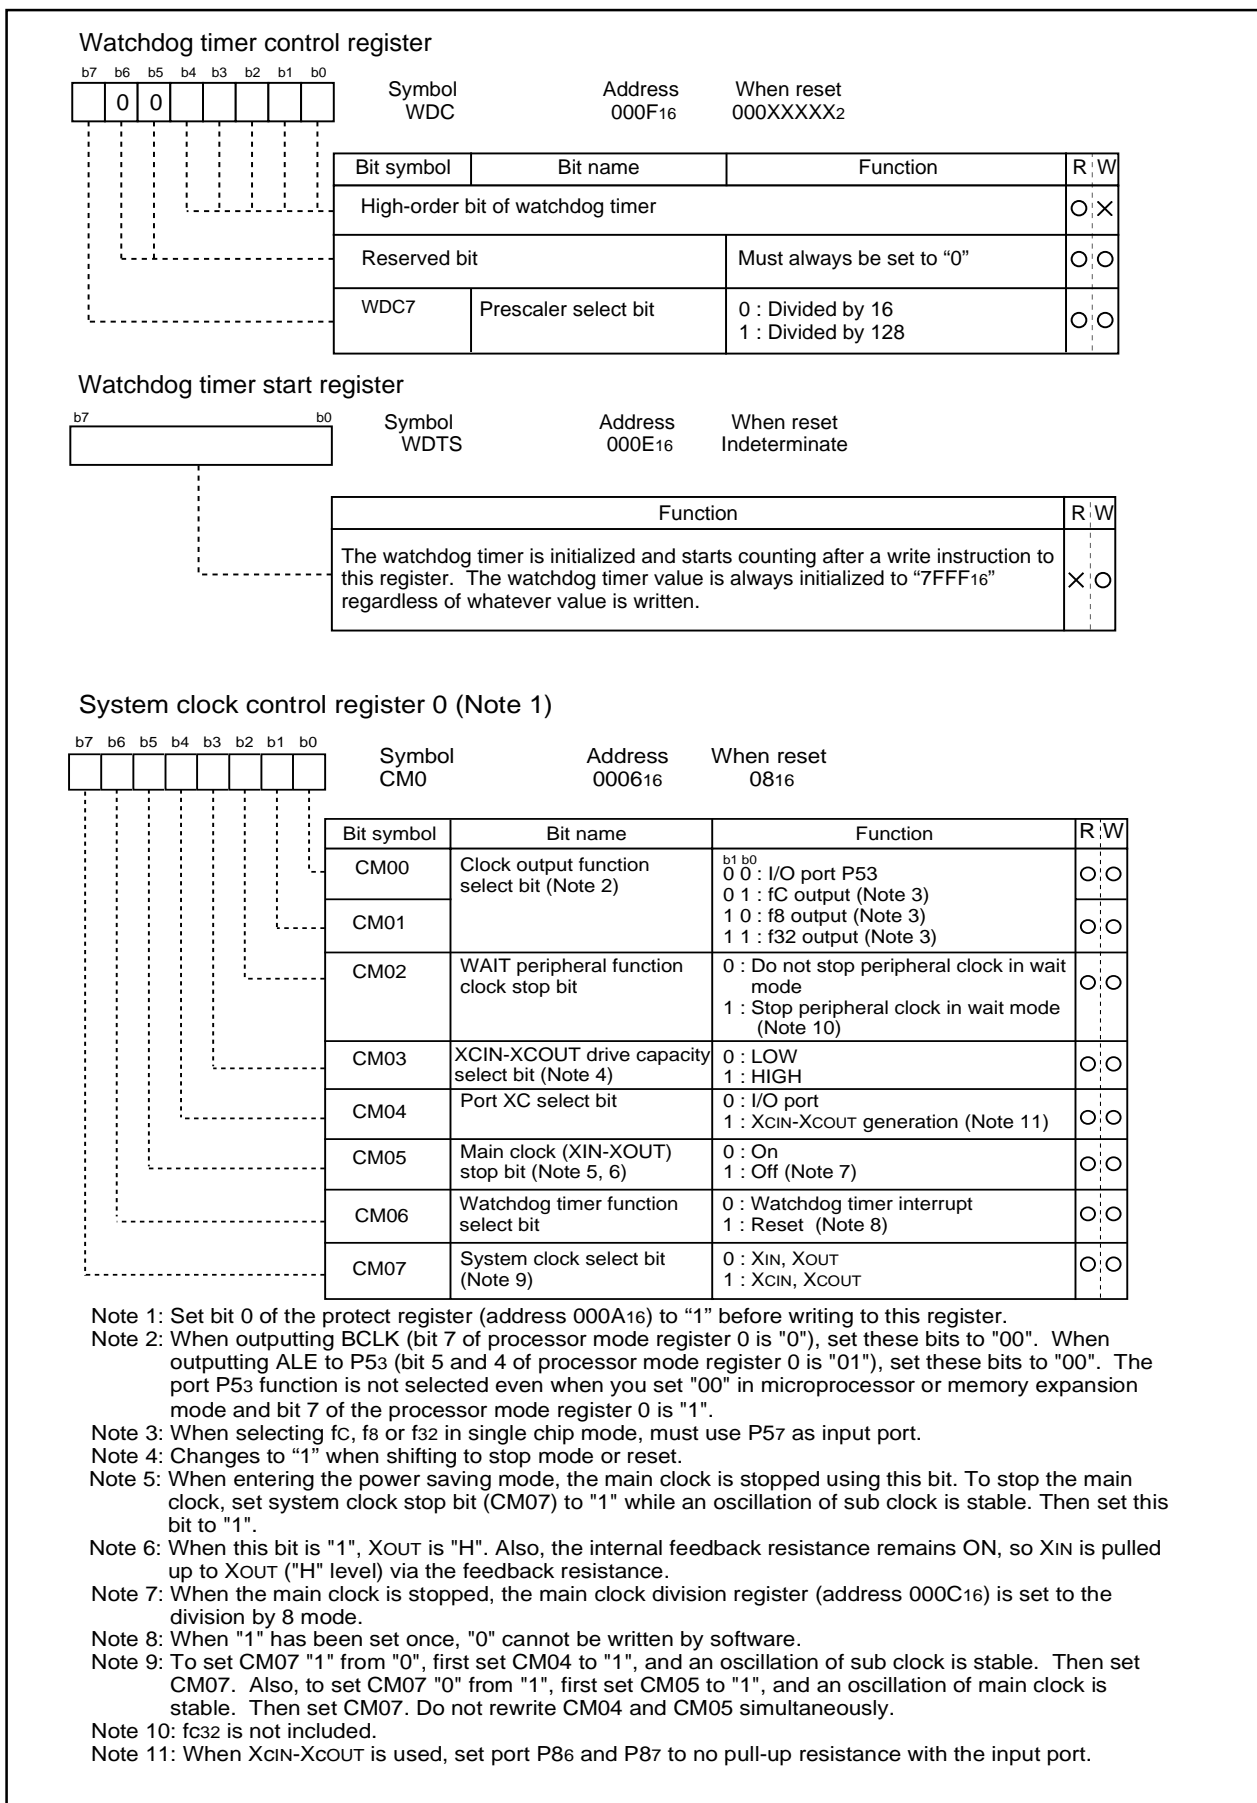 Watchdog timer control register
b7 b6 b5 b4 b3 b2 b1 b0
0 0
Symbol Address When reset
WDC 000F16 000XXXXX2
Bit symbol Bit name Function R W
High-order bit of watchdog timer
Reserved bit Must always be set to “0”
WDC7 Prescaler select bit 0 : Divided by 16
1 : Divided by 128
Watchdog timer start register
b7 b0
Symbol Address When reset
WDTS 000E16 Indeterminate
Function R W
The watchdog timer is initialized and starts counting after a write instruction to
this register. The watchdog timer value is always initialized to “7FFF16”
regardless of whatever value is written.
System clock control register 0 (Note 1)
b7 b6 b5 b4 b3 b2 b1 b0
Symbol Address When reset
CM0 000616 0816
Bit symbol Bit name Function R W
CM00 Clock output function
select bit (Note 2)
b1 b0
0 0 : I/O port P53
0 1 : fC output (Note 3)
CM01 1 0 : f8 output (Note 3)
1 1 : f32 output (Note 3)
CM02 WAIT peripheral function
clock stop bit
0 : Do not stop peripheral clock in wait
mode
1 : Stop peripheral clock in wait mode
(Note 10)
CM03 XCIN-XCOUT drive capacity
select bit (Note 4)
0 : LOW
1 : HIGH
CM04 Port XC select bit 0 : I/O port
1 : XCIN-XCOUT generation (Note 11)
CM05 Main clock (XIN-XOUT)
stop bit (Note 5, 6)
0 : On
1 : Off (Note 7)
CM06 Watchdog timer function
select bit
0 : Watchdog timer interrupt
1 : Reset (Note 8)
CM07 System clock select bit
(Note 9)
0 : XIN, XOUT
1 : XCIN, XCOUT
Note 1: Set bit 0 of the protect register (address 000A16) to “1” before writing to this register.
Note 2: When outputting BCLK (bit 7 of processor mode register 0 is "0"), set these bits to "00". When
outputting ALE to P53 (bit 5 and 4 of processor mode register 0 is "01"), set these bits to "00". The
port P53 function is not selected even when you set "00" in microprocessor or memory expansion
mode and bit 7 of the processor mode register 0 is "1".
Note 3: When selecting fC, f8 or f32 in single chip mode, must use P57 as input port.
Note 4: Changes to “1” when shifting to stop mode or reset.
Note 5: When entering the power saving mode, the main clock is stopped using this bit. To stop the main
clock, set system clock stop bit (CM07) to "1" while an oscillation of sub clock is stable. Then set this
bit to "1".
Note 6: When this bit is "1", XOUT is "H". Also, the internal feedback resistance remains ON, so XIN is pulled
up to XOUT ("H" level) via the feedback resistance.
Note 7: When the main clock is stopped, the main clock division register (address 000C16) is set to the
division by 8 mode.
Note 8: When "1" has been set once, "0" cannot be written by software.
Note 9: To set CM07 "1" from "0", first set CM04 to "1", and an oscillation of sub clock is stable. Then set
CM07. Also, to set CM07 "0" from "1", first set CM05 to "1", and an oscillation of main clock is
stable. Then set CM07. Do not rewrite CM04 and CM05 simultaneously.
Note 10: fc32 is not included.
Note 11: When XCIN-XCOUT is used, set port P86 and P87 to no pull-up resistance with the input port.